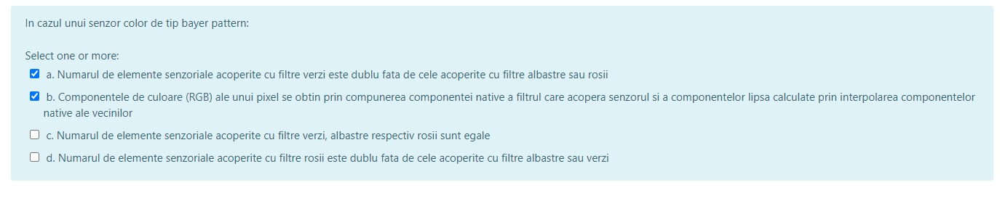 In cazul unui senzor color de tip bayer pattern:
Select one or more:
a. Numarul de elemente senzoriale acoperite cu filtre verzi este dublu fata de cele acoperite cu filtre albastre sau rosii
b. Componentele de culoare (RGB) ale unui pixel se obtin prin compunerea componentei native a filtrul care acopera senzorul si a componentelor lipsa calculate prin interpolarea componentelor
native ale vecinilor
c. Numarul de elemente senzoriale acoperite cu filtre verzi, albastre respectiv rosii sunt egale
d. Numarul de elemente senzoriale acoperite cu filtre rosii este dublu fata de cele acoperite cu filtre albastre sau verzi